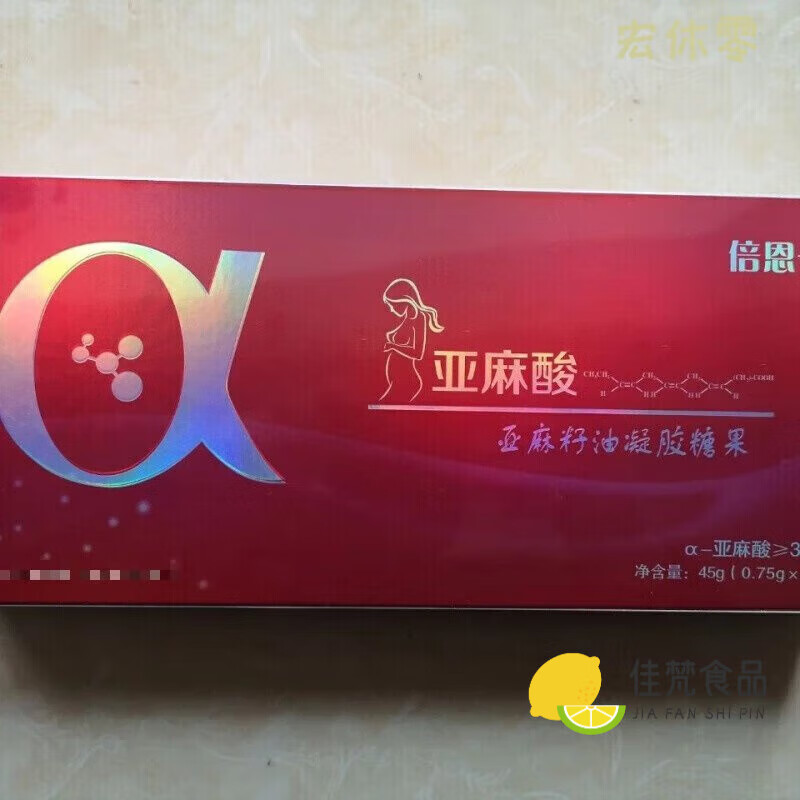 宏休零
α
倍恩
亚麻酸
亚麻籽油凝胶糖果
α-亚麻酸≥3
净含量：45g(0.75g×
佳梵食品
JIA FAN SHI PIN